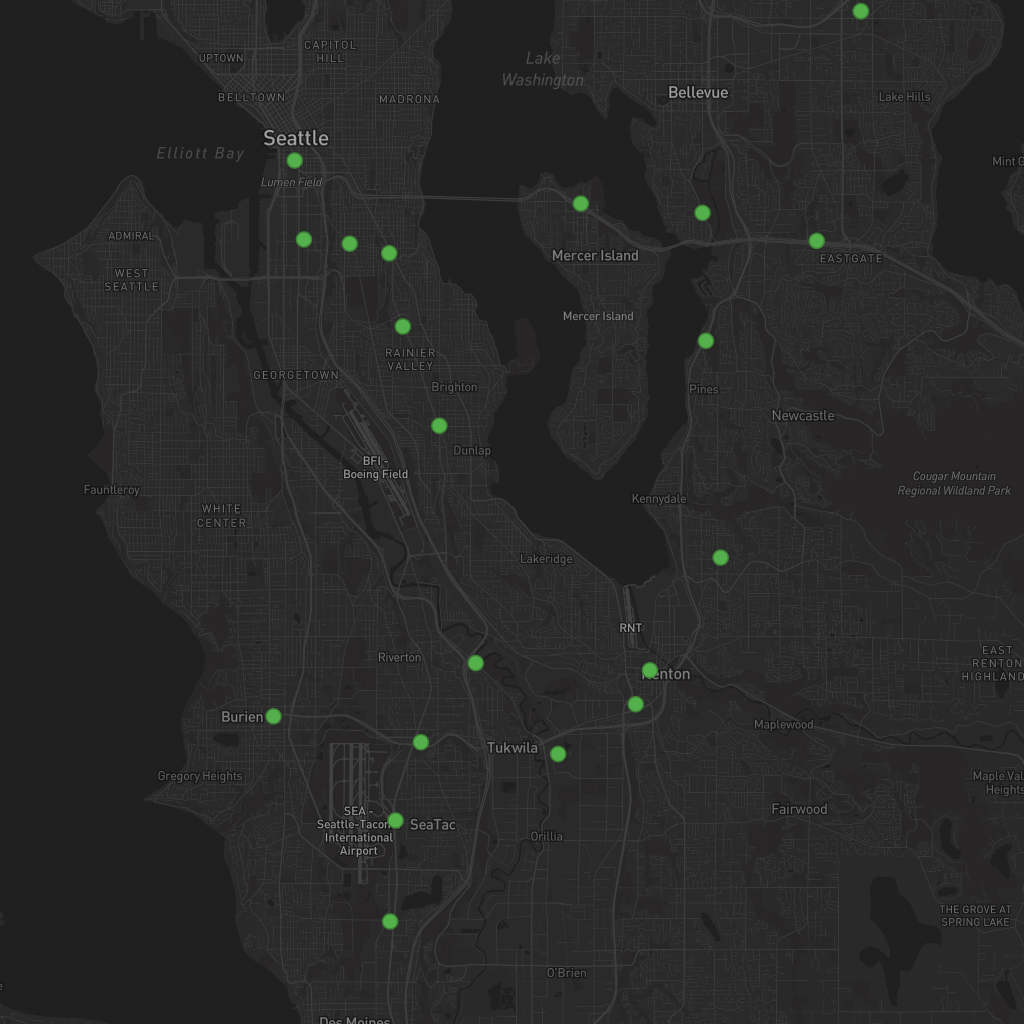 CAPITOL
HILL
UPTOWN
Lake
Washington
BELLTOWN
MADRONA
Bellevue
Lake Hills
Seattle
Elliott Bay
Mint G
Lumen Field
ADMIRAL
Mercer Island
EASTGATE
WEST
SEATTLE
Mercer Island
RAINIER
VALLEY
GEORGETOWN
Brighton
Pines
Newcastle
Dunlap
BFI -
Boeing Field
Cougar Mountain
Regional Wildland Park
Fauntleroy
Kennydale
WHITE
CENTER
Lakeridge
RNT
Riverton
EAST
RENTON
HIGHLAND
Renton
Burien
Maplewood
Tukwila
Gregory Heights
Maple Val
Heights
SEA -
Seattle-Tacom
International
Airport
SeaTac
Fairwood
Orillia
THE GROVE AT
SPRING LAKE
O'Brien
Des Moines